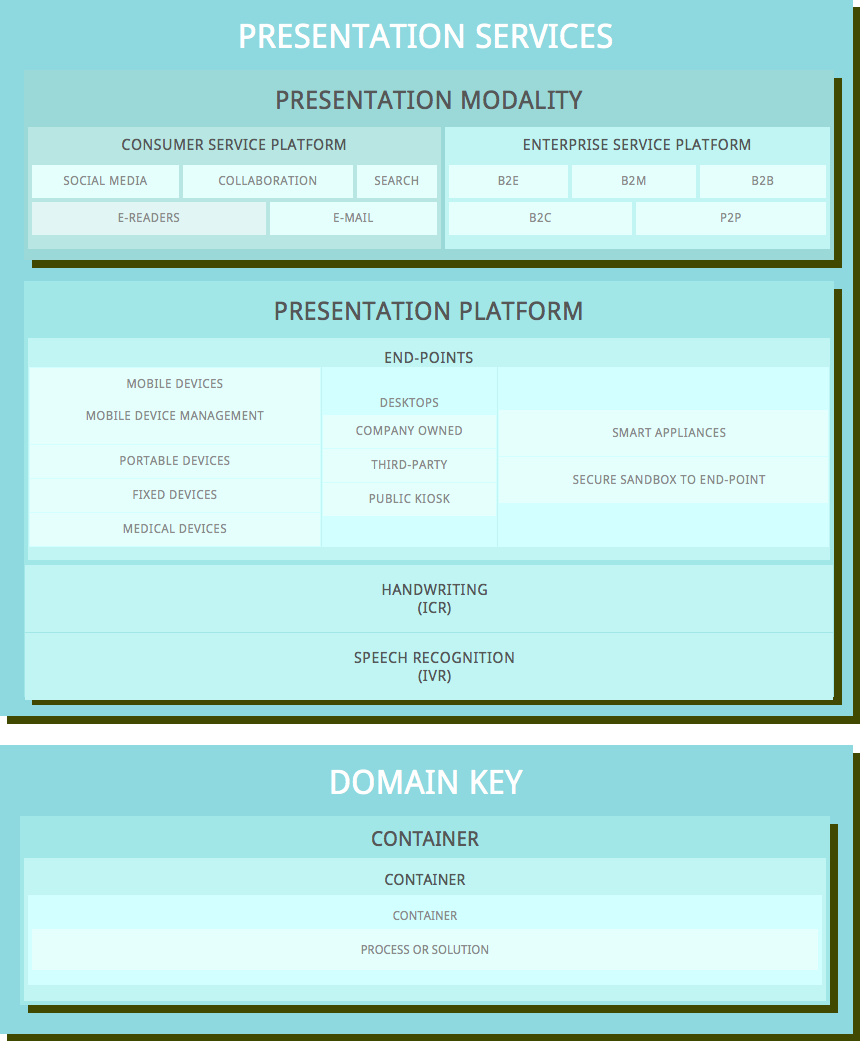 PRESENTATION SERVICES
PRESENTATION MODALITY
CONSUMER SERVICE PLATFORM
SOCIAL MEDIA
COLLABORATION
SEARCH
E-READERS
E-MAIL
ENTERPRISE SERVICE PLATFORM
B2E
B2M
B2B
B2C
P2P
PRESENTATION PLATFORM
END-POINTS
MOBILE DEVICES
MOBILE DEVICE MANAGEMENT
PORTABLE DEVICES
FIXED DEVICES
MEDICAL DEVICES
DESKTOPS
COMPANY OWNED
THIRD-PARTY
PUBLIC KIOSK
SMART APPLIANCES
SECURE SANDBOX TO END-POINT
HANDWRITING
(ICR)
SPEECH RECOGNITION
(IVR)
DOMAIN KEY
CONTAINER
CONTAINER
CONTAINER
PROCESS OR SOLUTION